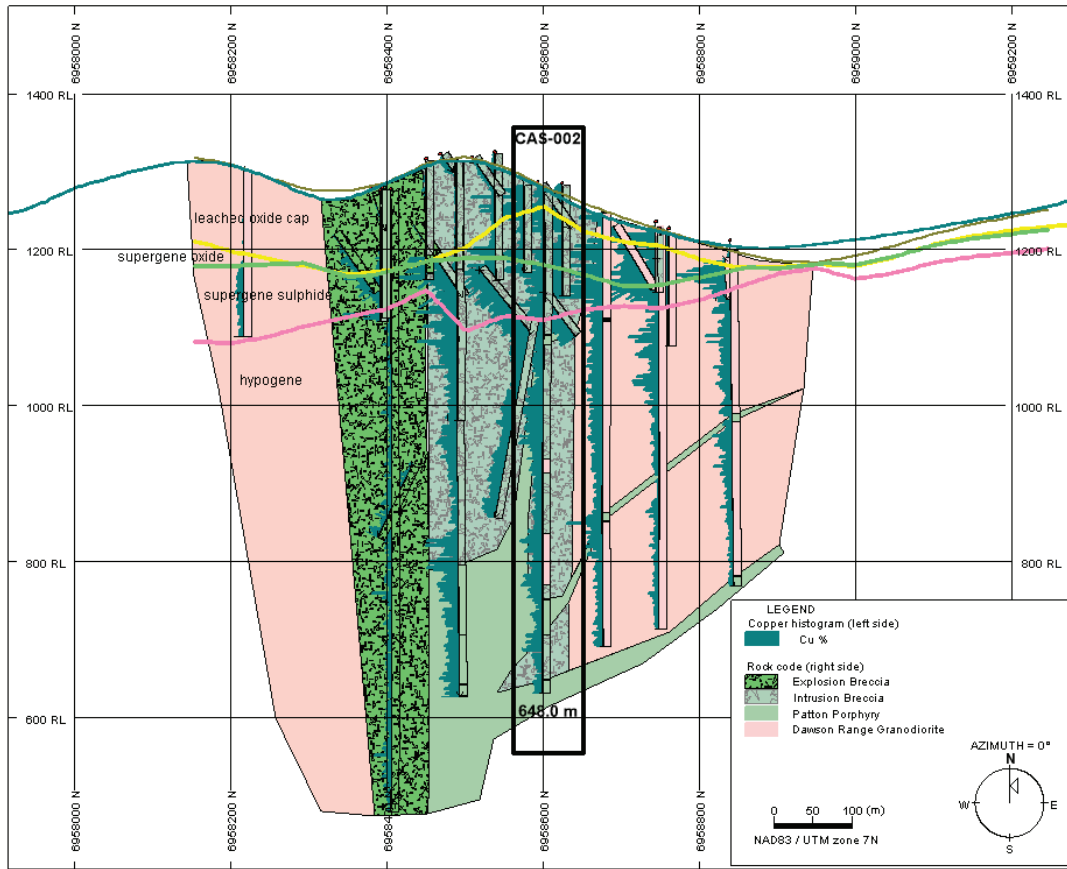 6958000 N
6958200 N
6958400 N
6958600 N
6958800 N
6959000 N
6959200 N
1400 RL
1400 RL
CAS-002
leached oxide cap
1200 RL
1200 RL
supergene oxide
supergene sulphide
hypogene
1000 RL
1000 RL
800 RL
800 RL
600 RL
648.0 m
LEGEND
Copper histogram (left side)
Cu %
Rock code (right side)
Explosion Breccia
Intrusion Breccia
Patton Porphyry
Dawson Range Granodiorite
AZIMUTH = 0°
N
W
E
S
0 50 100 (m)
NAD83 / UTM zone 7N
6958000 N
6958200 N
6958400 N
6958600 N
6958800 N